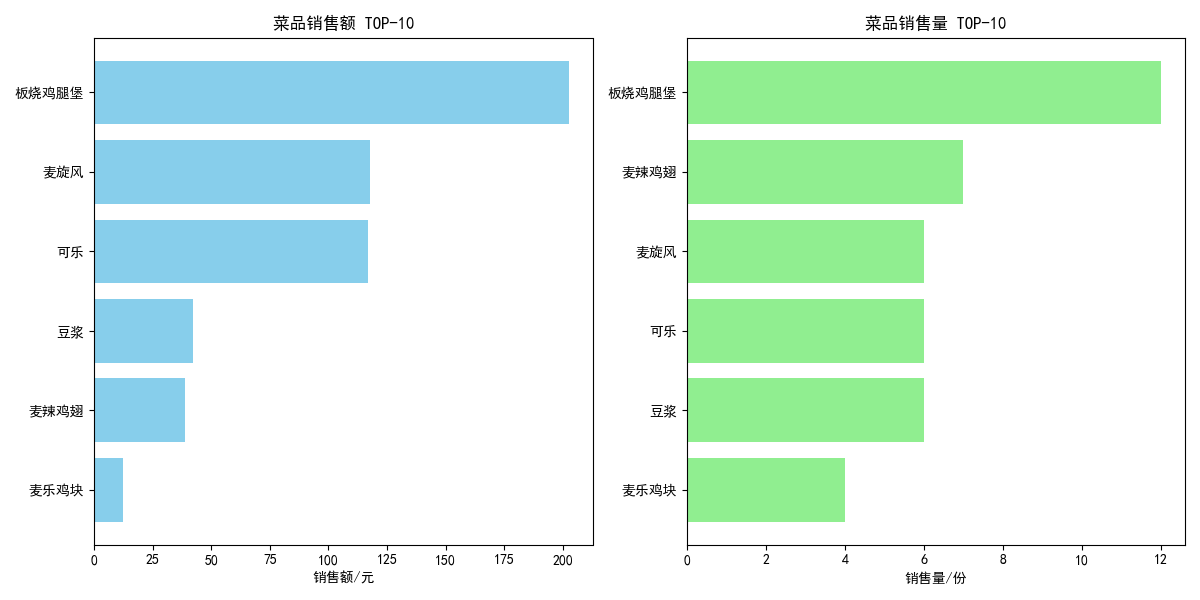 菜品销售额 TOP-10
板烧鸡腿堡
麦旋风
可乐
豆浆
麦辣鸡翅
麦乐鸡块
0 25 50 75 100 125 150 175 200
销售额/元
菜品销售量 TOP-10
板烧鸡腿堡
麦辣鸡翅
麦旋风
可乐
豆浆
麦乐鸡块
0 2 4 6 8 10 12
销售量/份